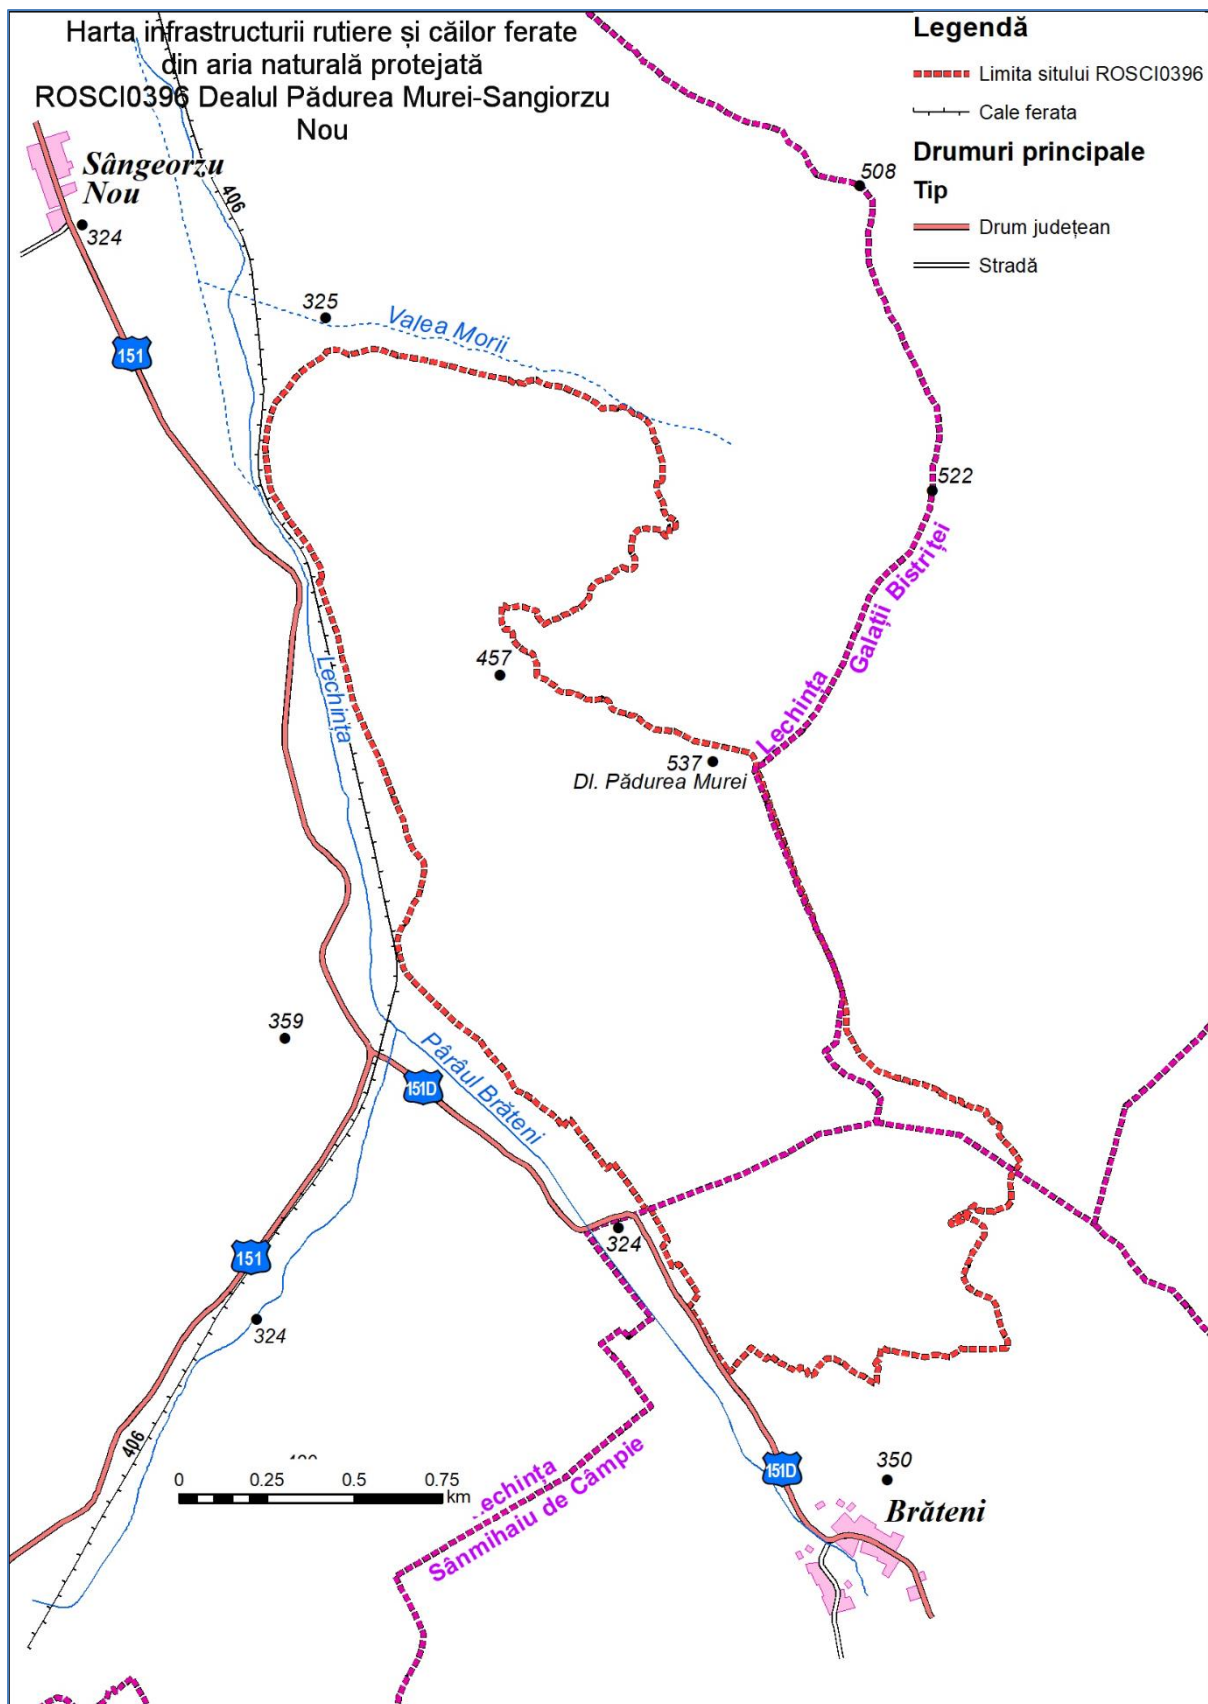 Harta infrastructurii rutiere și căilor ferate
din aria naturală protejată
ROSCI0396 Dealul Pădurea Murei-Sangiorzu
Nou
Legendă
Limita sitului ROSCI0396
Cale ferata
Drumuri principale
Tip
Drum județean
Stradă
Sângeorzu
Nou
324
406
508
151
325
Valea Morii
522
Galații Bistriței
Lechința
Lechința
457
537
Dl. Pădurea Murei
359
Pârâul Brăteni
151D
324
151
324
406
0 0.25 0.5 0.75
km
Lechința
Sânmihaiu de Câmpie
151D
350
Brăteni